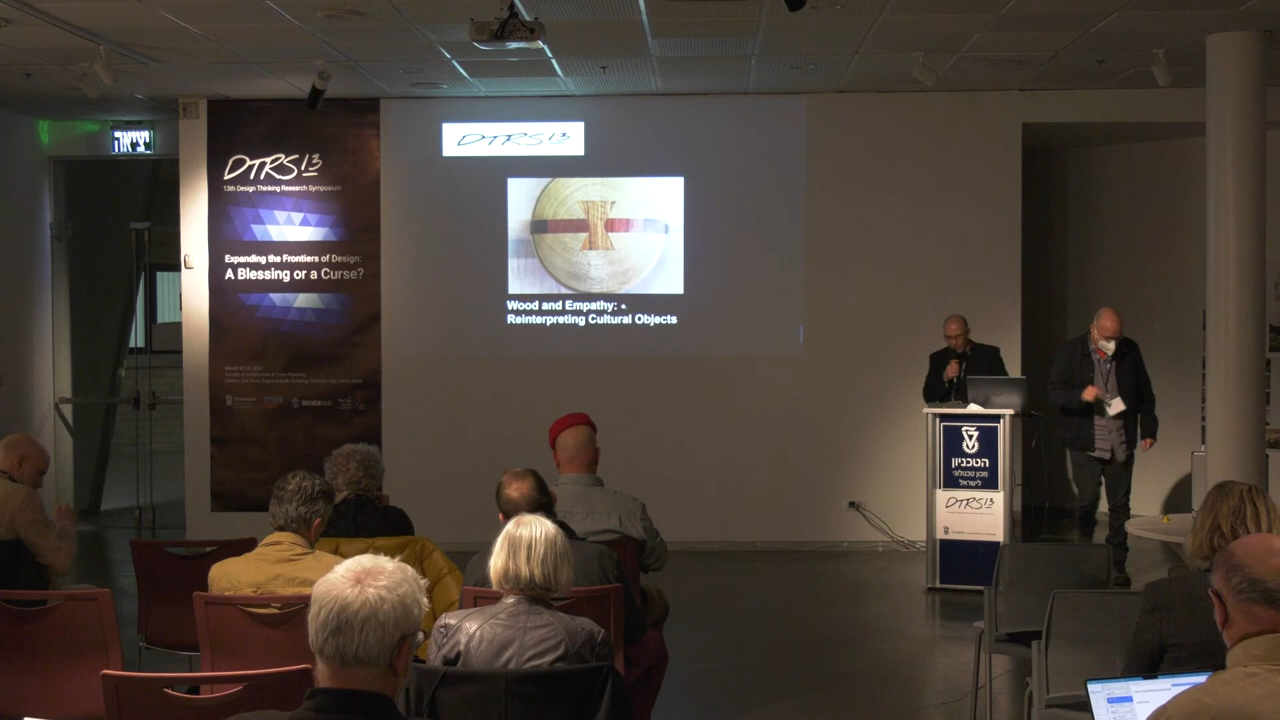 יציאה
DTRS13
13th Design Thinking Research Symposium
Expanding the Frontiers of Design:
A Blessing or a Curse?
DTRS13
Wood and Empathy:
Reinterpreting Cultural Objects
הטכניון
מכון טכנולוגי
לישראל
DTRS13